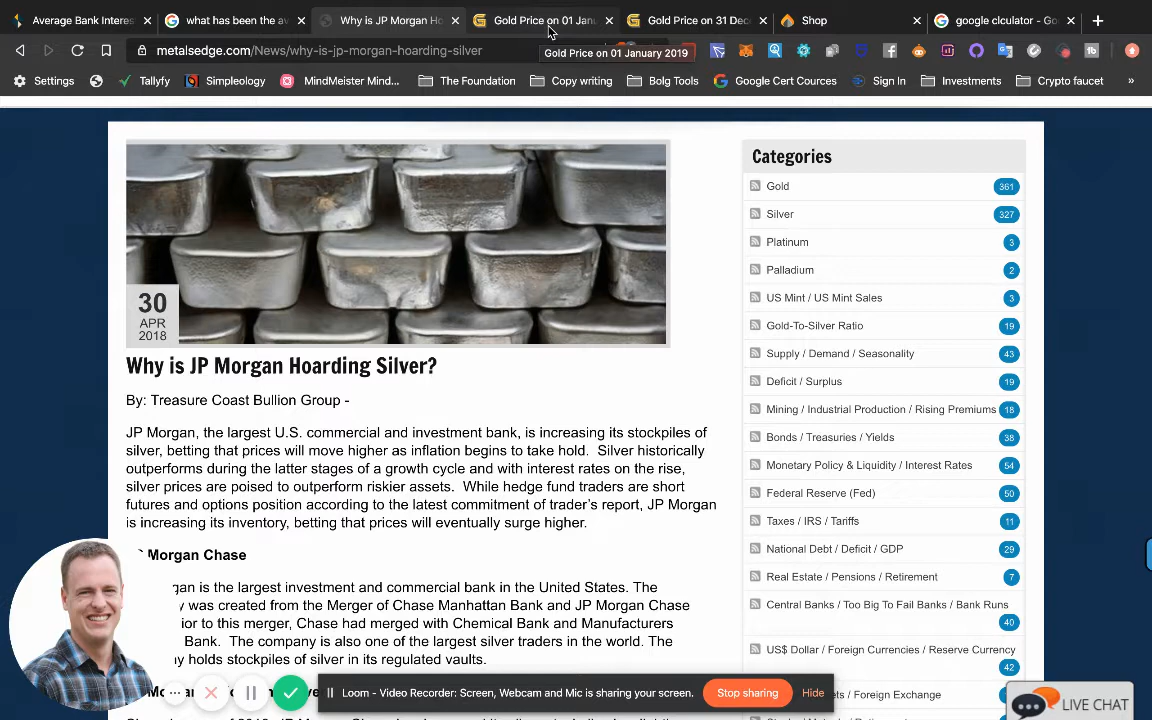 Average Bank Interes
what has been the av
Why is JP Morgan Ho
Gold Price on 01 Janu
Gold Price on 31 Dec
Shop
google clculator - Go
metalsedge.com/News/why-is-jp-morgan-hoarding-silver
Gold Price on 01 January 2019
Settings
Tallyfy
Simpleology
MindMeister Mind...
The Foundation
Copy writing
Bolg Tools
Google Cert Cources
Sign In
Investments
Crypto faucet
»
30
APR
2018
Why is JP Morgan Hoarding Silver?
By: Treasure Coast Bullion Group -
JP Morgan, the largest U.S. commercial and investment bank, is increasing its stockpiles of
silver, betting that prices will move higher as inflation begins to take hold. Silver historically
outperforms during the latter stages of a growth cycle and with interest rates on the rise,
silver prices are poised to outperform riskier assets. While hedge fund traders are short
futures and options position according to the latest commitment of trader's report, JP Morgan
is increasing its inventory, betting that prices will eventually surge higher.
Morgan Chase
gan is the largest investment and commercial bank in the United States. The
y was created from the Merger of Chase Manhattan Bank and JP Morgan Chase
ior to this merger, Chase had merged with Chemical Bank and Manufacturers
Bank. The company is also one of the largest silver traders in the world. The
ny holds stockpiles of silver in its regulated vaults.
Categories
Gold 361
Silver 327
Platinum 3
Palladium 2
US Mint / US Mint Sales 3
Gold-To-Silver Ratio 19
Supply / Demand / Seasonality 43
Deficit / Surplus 19
Mining / Industrial Production / Rising Premiums 18
Bonds / Treasuries / Yields 38
Monetary Policy & Liquidity / Interest Rates 54
Federal Reserve (Fed) 50
Taxes / IRS / Tariffs 11
National Debt / Deficit / GDP 29
Real Estate / Pensions / Retirement 7
Central Banks / Too Big To Fail Banks / Bank Runs
40
US$ Dollar / Foreign Currencies / Reserve Currency
42
ets / Foreign Exchange
Loom - Video Recorder: Screen, Webcam and Mic is sharing your screen.
Stop sharing
Hide
LIVE CHAT